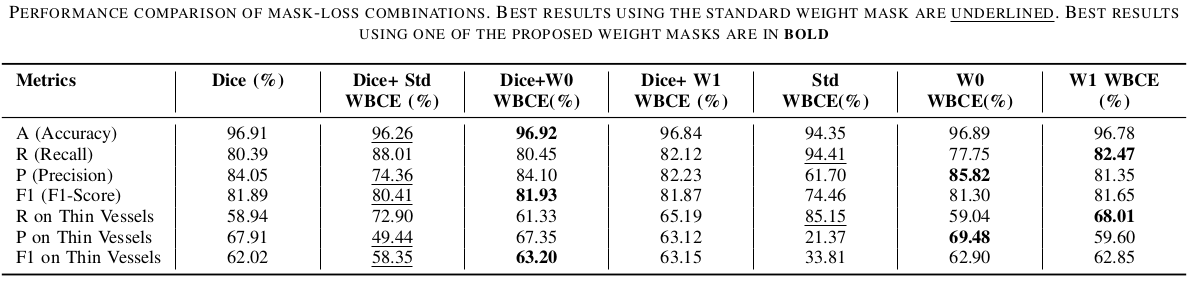 PERFORMANCE COMPARISON OF MASK-LOSS COMBINATIONS. BEST RESULTS USING THE STANDARD WEIGHT MASK ARE UNDERLINED. BEST RESULTS
USING ONE OF THE PROPOSED WEIGHT MASKS ARE IN BOLD
Metrics Dice (%) Dice+ Std Dice+W0 Dice+ W1 Std W0 W1 WBCE
WBCE (%) WBCE(%) WBCE (%) WBCE(%) WBCE(%) (%)
A (Accuracy) 96.91 96.26 96.92 96.84 94.35 96.89 96.78
R (Recall) 80.39 88.01 80.45 82.12 94.41 77.75 82.47
P (Precision) 84.05 74.36 84.10 82.23 61.70 85.82 81.35
F1 (F1-Score) 81.89 80.41 81.93 81.87 74.46 81.30 81.65
R on Thin Vessels 58.94 72.90 61.33 65.19 85.15 59.04 68.01
P on Thin Vessels 67.91 49.44 67.35 63.12 21.37 69.48 59.60
F1 on Thin Vessels 62.02 58.35 63.20 63.15 33.81 62.90 62.85